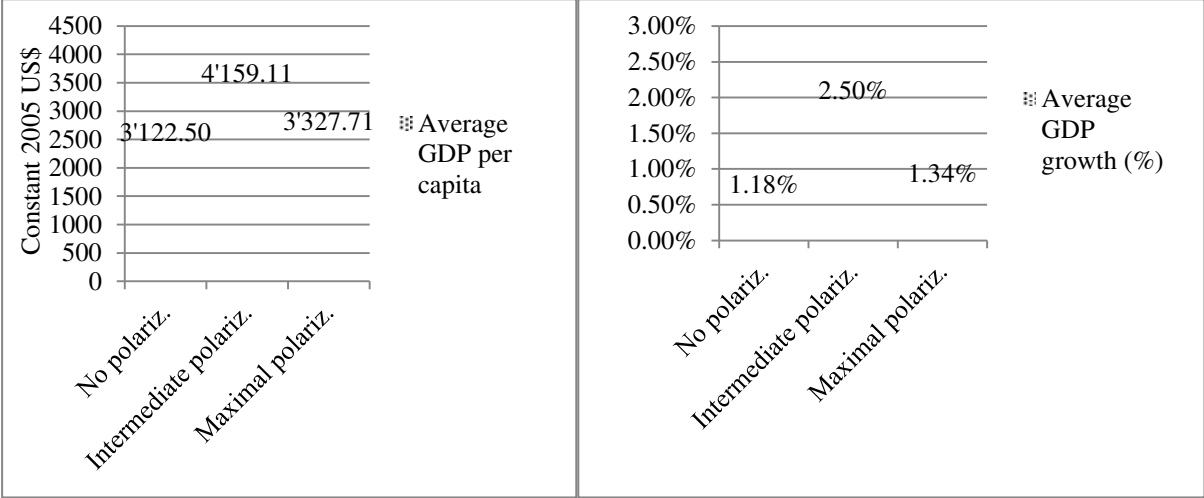 Constant 2005 US$
4500
4000
3500
3000
2500
2000
1500
1000
500
0
3'122.50
4'159.11
3'327.71
No polariz.
Intermediate polariz.
Maximal polariz.
Average
GDP per
capita
3.00%
2.50%
2.00%
1.50%
1.00%
0.50%
0.00%
1.18%
2.50%
1.34%
No polariz.
Intermediate polariz.
Maximal polariz.
Average
GDP
growth (%)